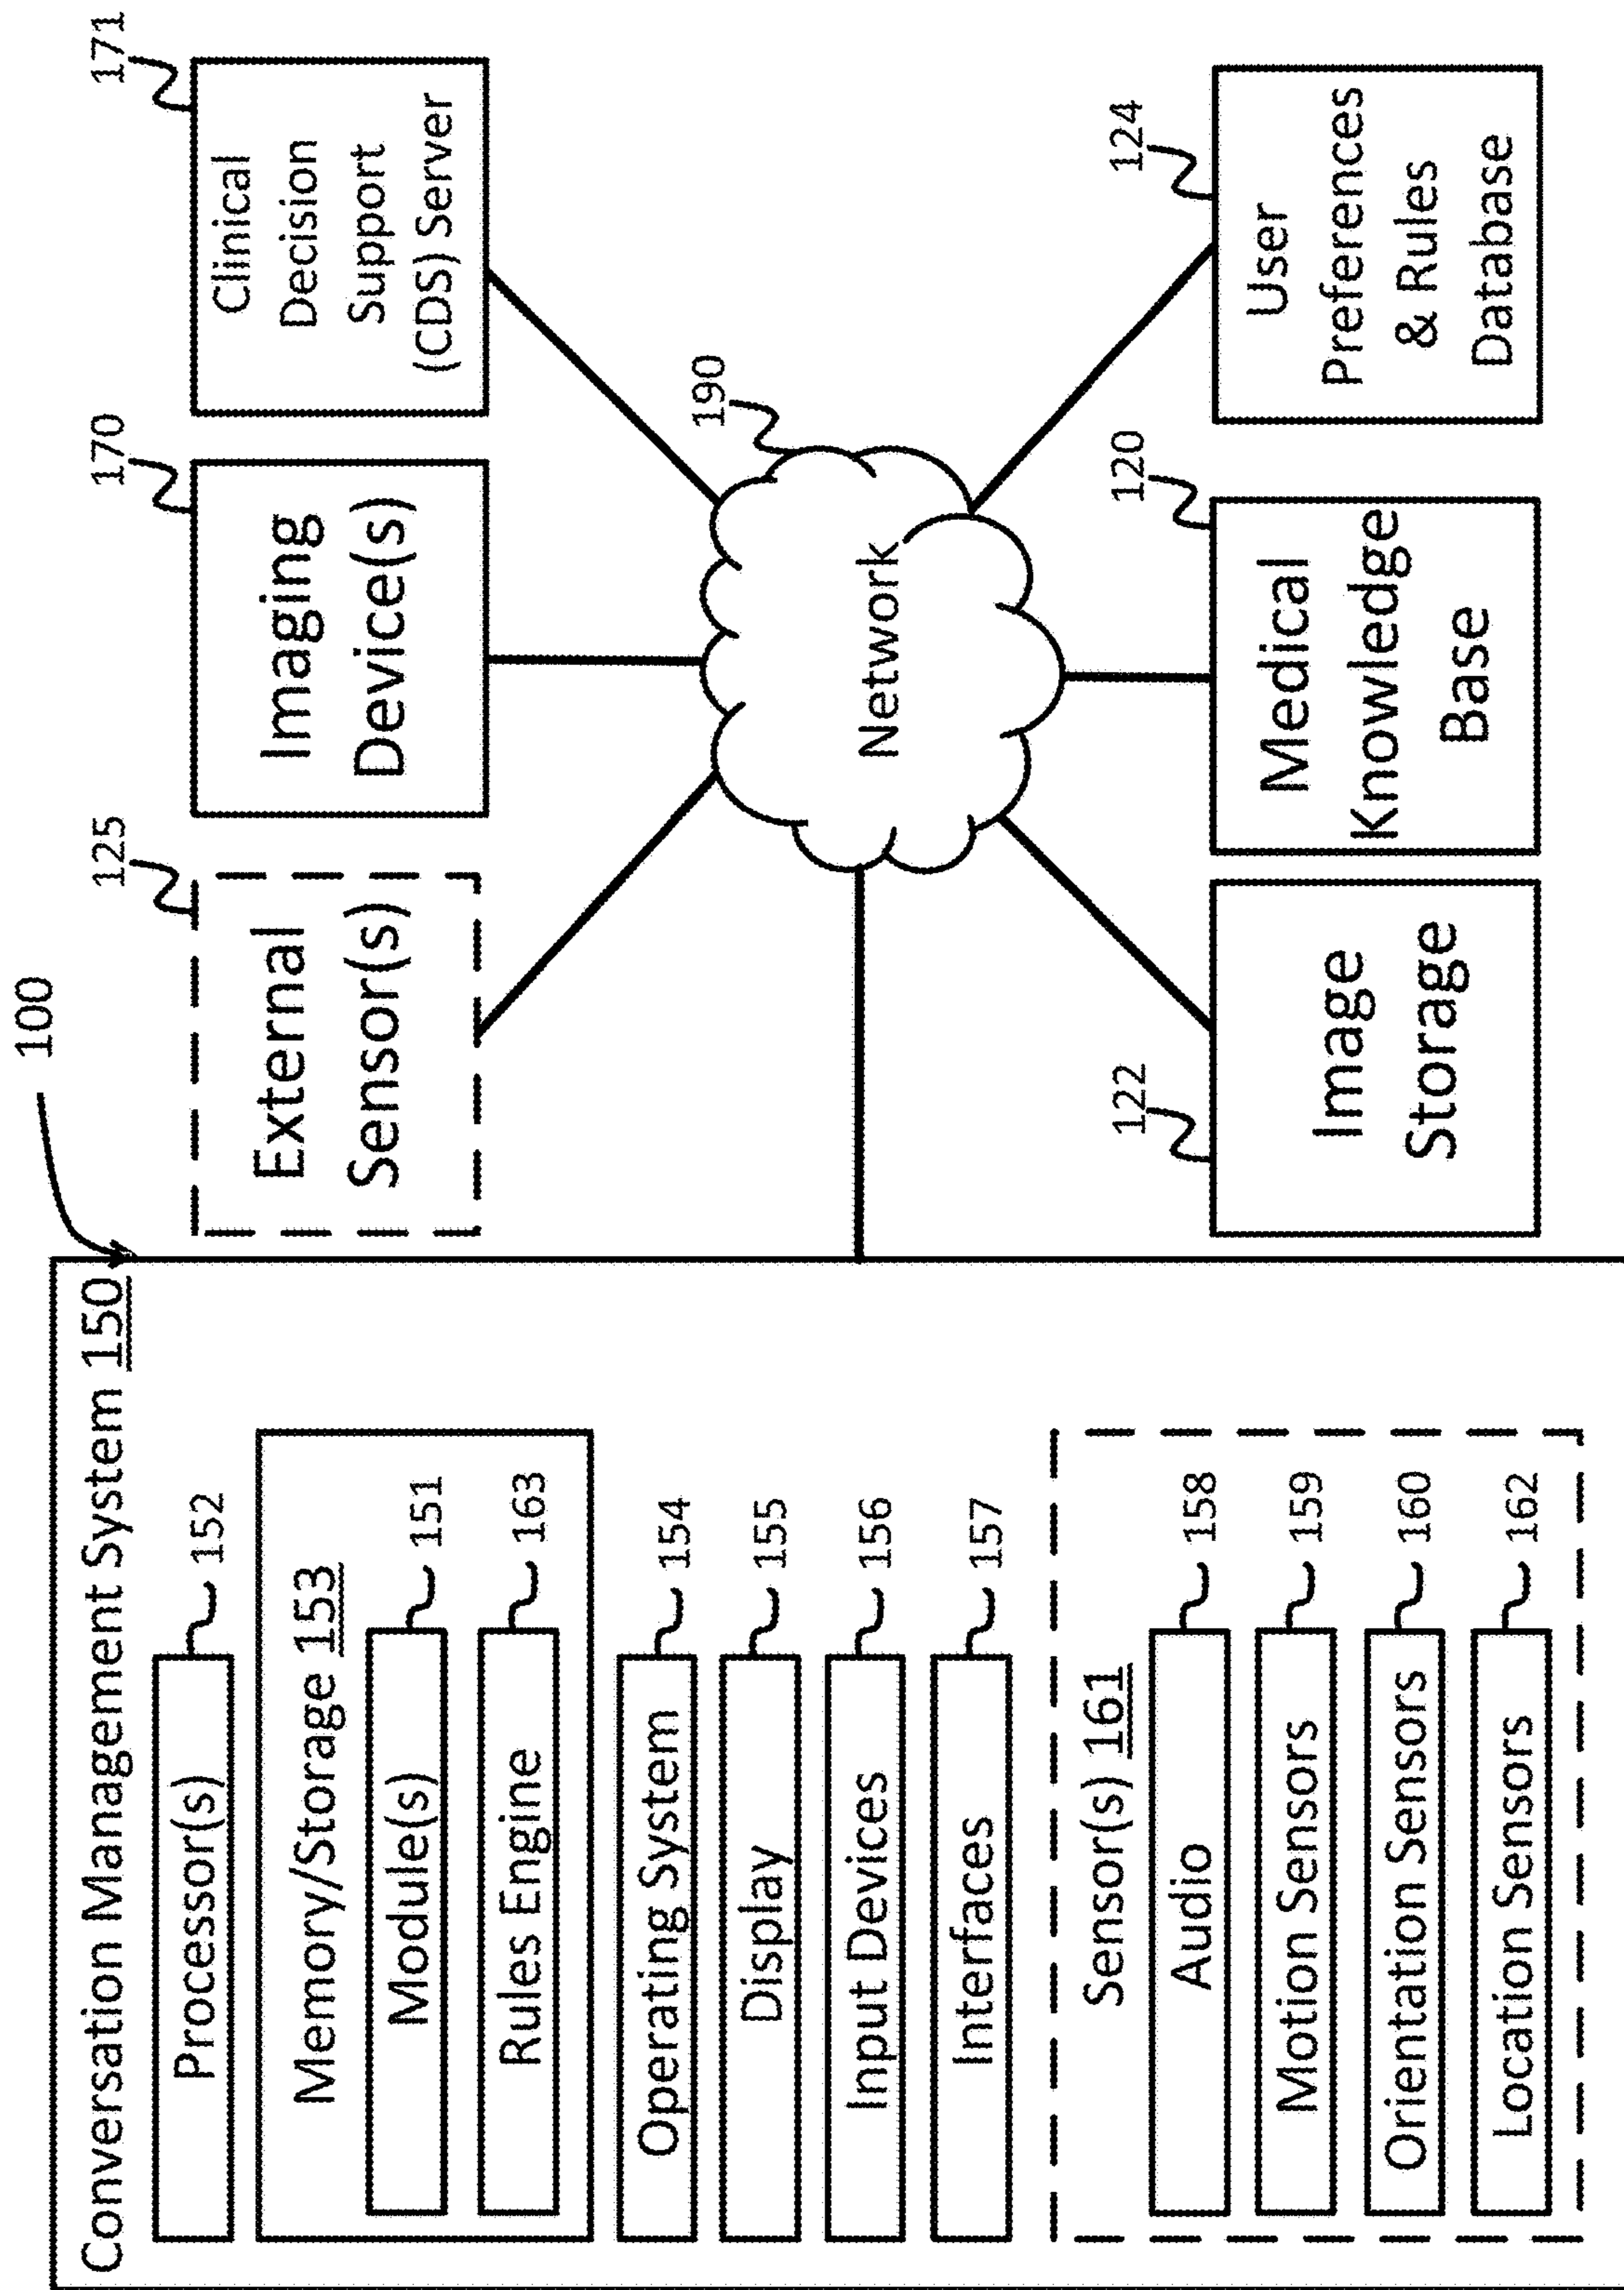 100
Conversation Management System 150
Processor(s)
152
Memory/Storage 153
Module(s)
151
Rules Engine
163
Operating System
154
Display
155
Input Devices
156
Interfaces
157
Sensor(s) 161
Audio
158
Motion Sensors
159
Orientation Sensors
160
Location Sensors
162
125
External
Sensor(s)
170
Imaging
Device(s)
171
Clinical
Decision
Support
(CDS) Server
190
Network
122
Image
Storage
120
Medical
Knowledge
Base
124
User
Preferences
& Rules
Database